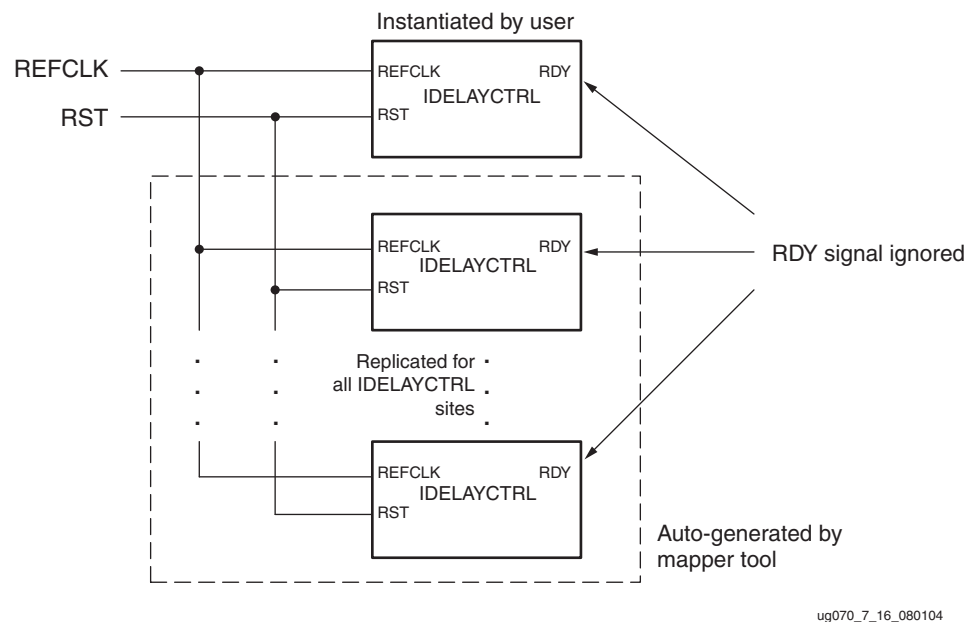 Instantiated by user
REFCLK
REFCLK RDY
IDELAYCTRL
RST
RST
REFCLK RDY
IDELAYCTRL
RST
RDY signal ignored
Replicated for
all IDELAYCTRL
sites
REFCLK RDY
IDELAYCTRL
RST
Auto-generated by
mapper tool
ug070_7_16_080104